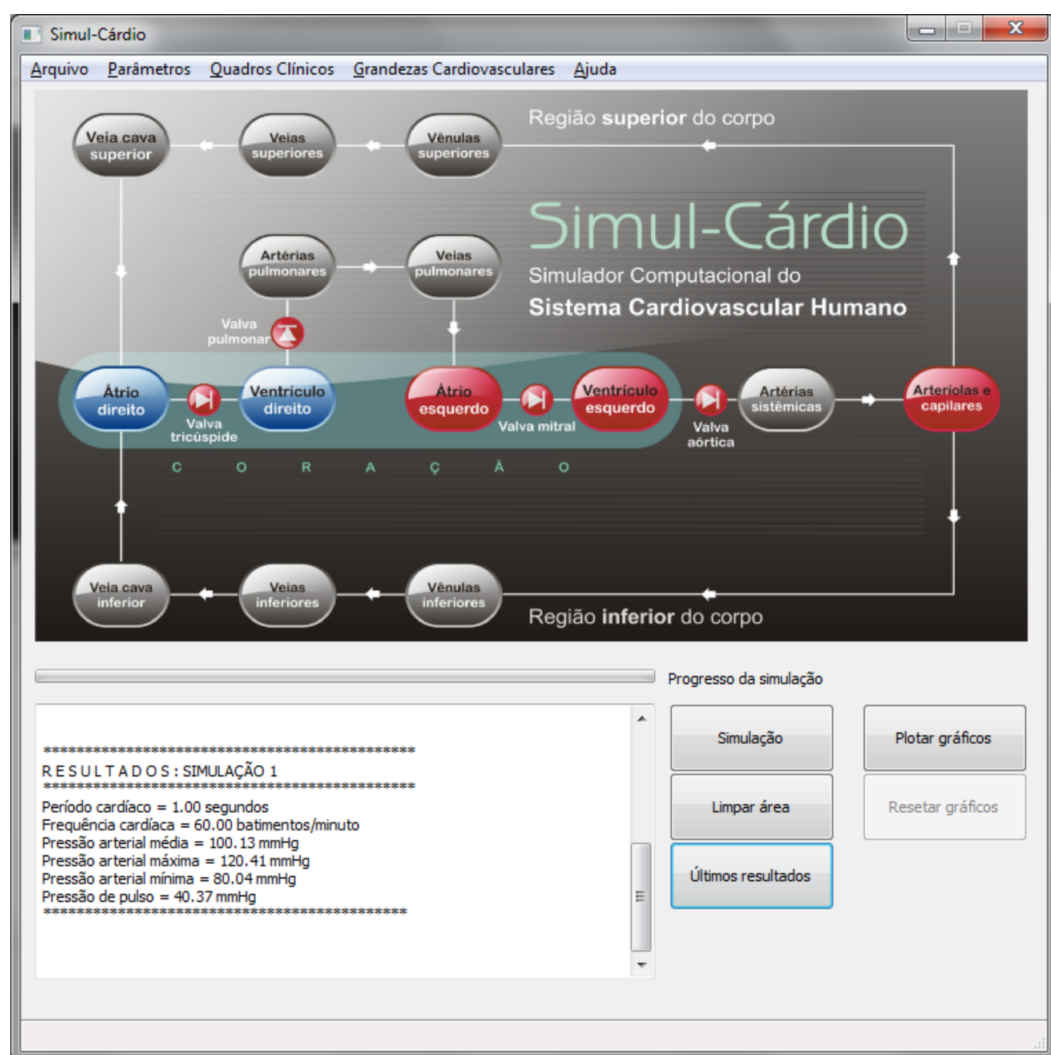 Simul-Cárdio
Arquivo Parâmetros Quadros Clínicos Grandezas Cardiovasculares Ajuda
Região superior do corpo
Veia cava
superior
Veias
superiores
Vênulas
superiores
Simul-Cárdio
Simulador Computacional do
Sistema Cardiovascular Humano
Artérias
pulmonares
Veias
pulmonares
Valva
pulmonar
Átrio
direito
Valva
tricúspide
Ventrículo
direito
Átrio
esquerdo
Valva mitral
Ventrículo
esquerdo
Valva
aórtica
Artérias
sistêmicas
Arteríolas e
capilares
C O R A Ç Ã O
Veia cava
inferior
Veias
inferiores
Vênulas
inferiores
Região inferior do corpo
Progresso da simulação
*********************************************
R E S U L T A D O S : SIMULAÇÃO 1
*********************************************
Período cardíaco = 1.00 segundos
Frequência cardíaca = 60.00 batimentos/minuto
Pressão arterial média = 100.13 mmHg
Pressão arterial máxima = 120.41 mmHg
Pressão arterial mínima = 80.04 mmHg
Pressão de pulso = 40.37 mmHg
********************************************
Simulação
Plotar gráficos
Limpar área
Resetar gráficos
Últimos resultados